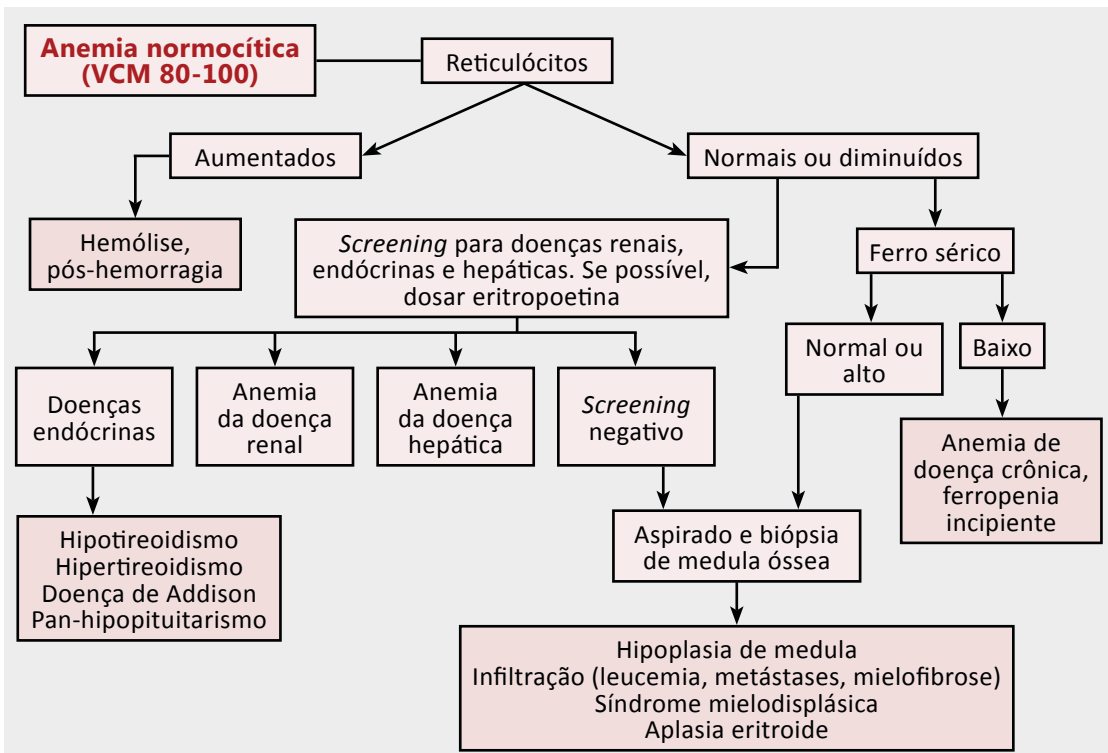 Anemia normocítica
(VCM 80-100)
Reticulócitos
Aumentados
Normais ou diminuídos
Hemólise,
pós-hemorragia
Screening para doenças renais,
endócrinas e hepáticas. Se possível,
dosar eritropoetina
Ferro sérico
Normal ou
alto
Baixo
Doenças
endócrinas
Anemia
da doença
renal
Anemia
da doença
hepática
Screening
negativo
Anemia de
doença crônica,
ferropenia
incipiente
Hipotireoidismo
Hipertireoidismo
Doença de Addison
Pan-hipopituitarismo
Aspirado e biópsia
de medula óssea
Hipoplasia de medula
Infiltração (leucemia, metástases, mielofibrose)
Síndrome mielodisplásica
Aplasia eritroide